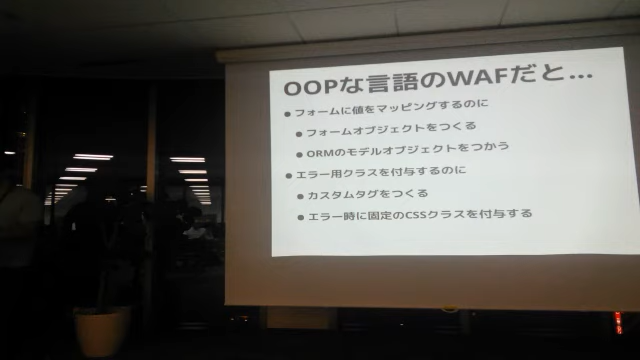 OOPな言語のWAFだと...
● フォームに値をマッピングするのに
● フォームオブジェクトをつくる
● ORMのモデルオブジェクトをつかう
● エラー用クラスを付与するのに
● カスタムタグをつくる
● エラー時に固定のCSSクラスを付与する